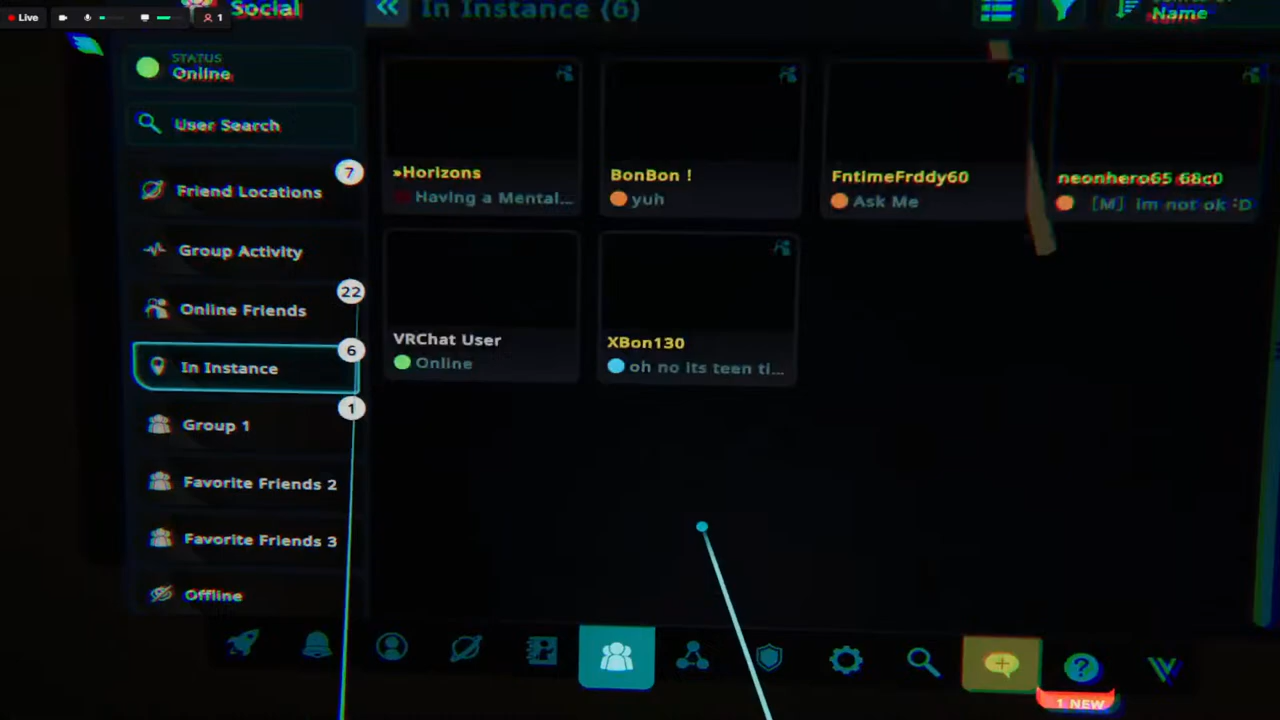 Live
1
Social
In Instance (6)
Name
STATUS
Online
User Search
Friend Locations
7
Group Activity
Online Friends
22
In Instance
6
Group 1
1
Favorite Friends 2
Favorite Friends 3
Offline
»Horizons
Having a Mental...
BonBon !
yuh
FntimeFrddy60
Ask Me
neonhero65 68c0
[M] im not ok :D
VRChat User
Online
XBon130
oh no its teen ti...
1 NEW